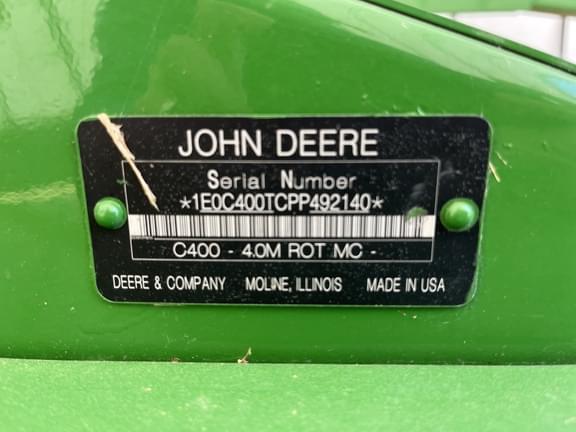 JOHN DEERE
Serial Number
*1E0C400TCPP492140*
C400 - 4.0M ROT MC -
DEERE & COMPANY MOLINE, ILLINOIS MADE IN USA